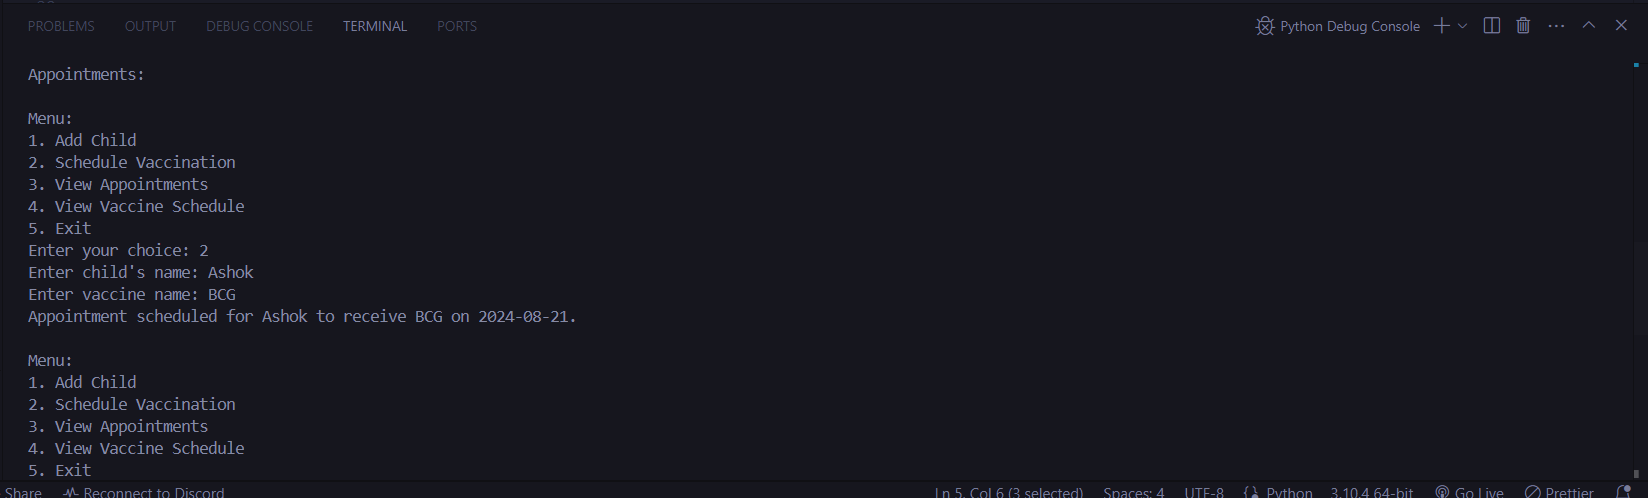 PROBLEMS OUTPUT DEBUG CONSOLE TERMINAL PORTS Python Debug Console
Appointments:
Menu:
1. Add Child
2. Schedule Vaccination
3. View Appointments
4. View Vaccine Schedule
5. Exit
Enter your choice: 2
Enter child's name: Ashok
Enter vaccine name: BCG
Appointment scheduled for Ashok to receive BCG on 2024-08-21.
Menu:
1. Add Child
2. Schedule Vaccination
3. View Appointments
4. View Vaccine Schedule
5. Exit
Share Reconnect to Discord Ln 5, Col 6 (3 selected) Spaces: 4 UTF-8 { } Python 3.10.4 64-bit Go Live Prettier